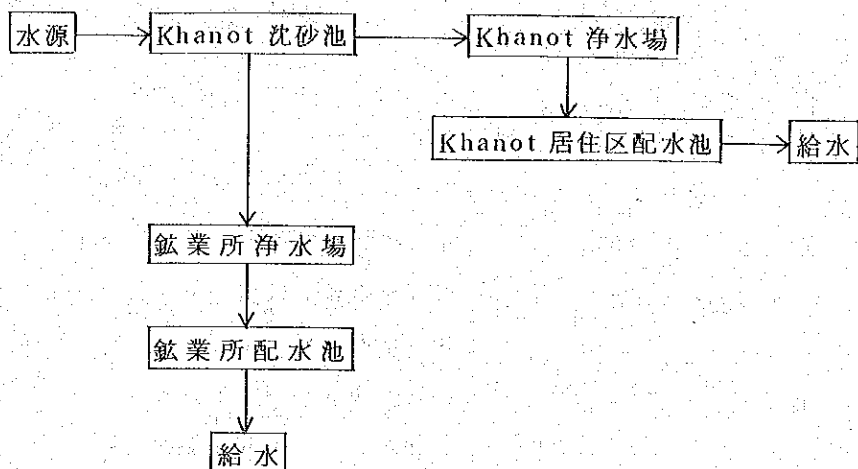 水源
Khanot 沈砂池
Khanot 浄水場
Khanot 居住区配水池
給水
鉱業所浄水場
鉱業所配水池
給水